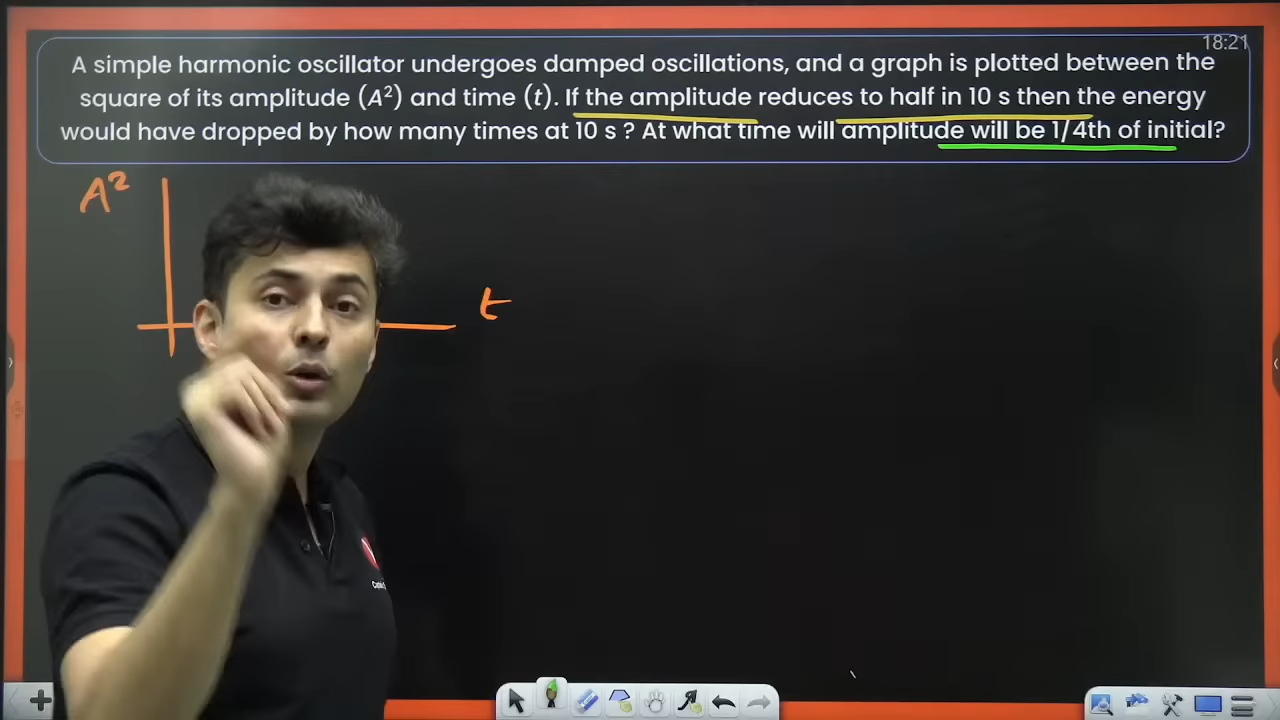 18:21
A simple harmonic oscillator undergoes damped oscillations, and a graph is plotted between the
square of its amplitude (A²) and time (t). If the amplitude reduces to half in 10 s then the energy
would have dropped by how many times at 10 s ? At what time will amplitude will be 1/4th of initial?
A²
t